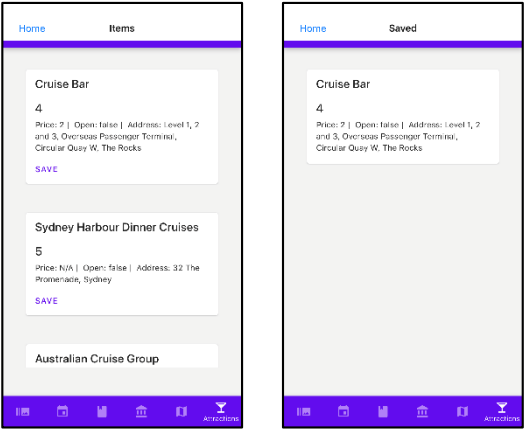 Home Items
Cruise Bar
4
Price: 2 | Open: false | Address: Level 1, 2
and 3, Overseas Passenger Terminal,
Circular Quay W, The Rocks
SAVE
Sydney Harbour Dinner Cruises
5
Price: N/A | Open: false | Address: 32 The
Promenade, Sydney
SAVE
Australian Cruise Group
Attractions
Home Saved
Cruise Bar
4
Price: 2 | Open: false | Address: Level 1, 2
and 3, Overseas Passenger Terminal,
Circular Quay W, The Rocks
Attractions